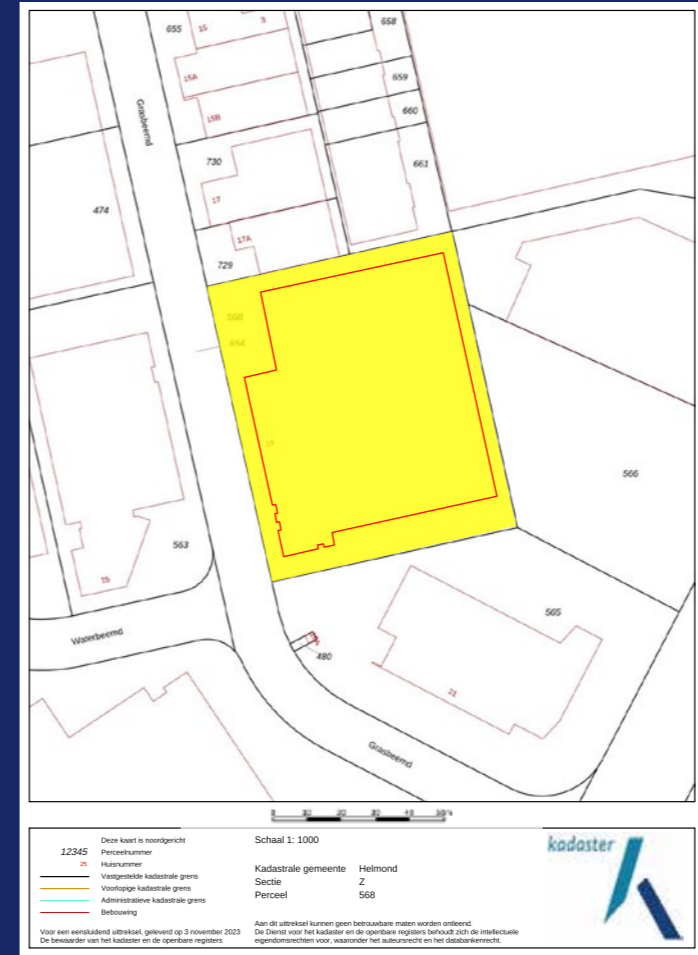 655
15
3
658
15A
659
Grasbeemd
15B
660
730
661
474
17
17A
729
568
654
19
566
563
15
565
Waterbeemd
480
21
Grasbeemd
0 10 20 30 40 50m
Deze kaart is noordgericht
12345 Perceelnummer
25 Huisnummer
Vastgestelde kadastrale grens
Voorlopige kadastrale grens
Administratieve kadastrale grens
Bebouwing
Voor een eensluidend uittreksel, geleverd op 3 november 2023
De bewaarder van het kadaster en de openbare registers
Schaal 1: 1000
Kadastrale gemeente Helmond
Sectie Z
Perceel 568
Aan dit uittreksel kunnen geen betrouwbare maten worden ontleend.
De Dienst voor het kadaster en de openbare registers behoudt zich de intellectuele
eigendomsrechten voor, waaronder het auteursrecht en het databankenrecht.
kadaster